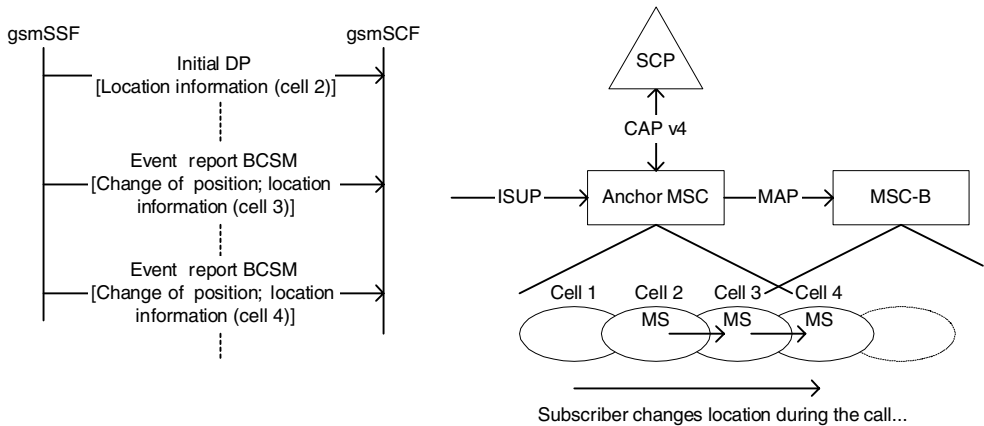 gsmSSF
gsmSCF
Initial DP
[Location information (cell 2)]
Event report BCSM
[Change of position; location
information (cell 3)]
Event report BCSM
[Change of position; location
information (cell 4)]
SCP
CAP v4
ISUP
Anchor MSC
MAP
MSC-B
Cell 1
Cell 2
Cell 3
Cell 4
MS
MS
MS
Subscriber changes location during the call...